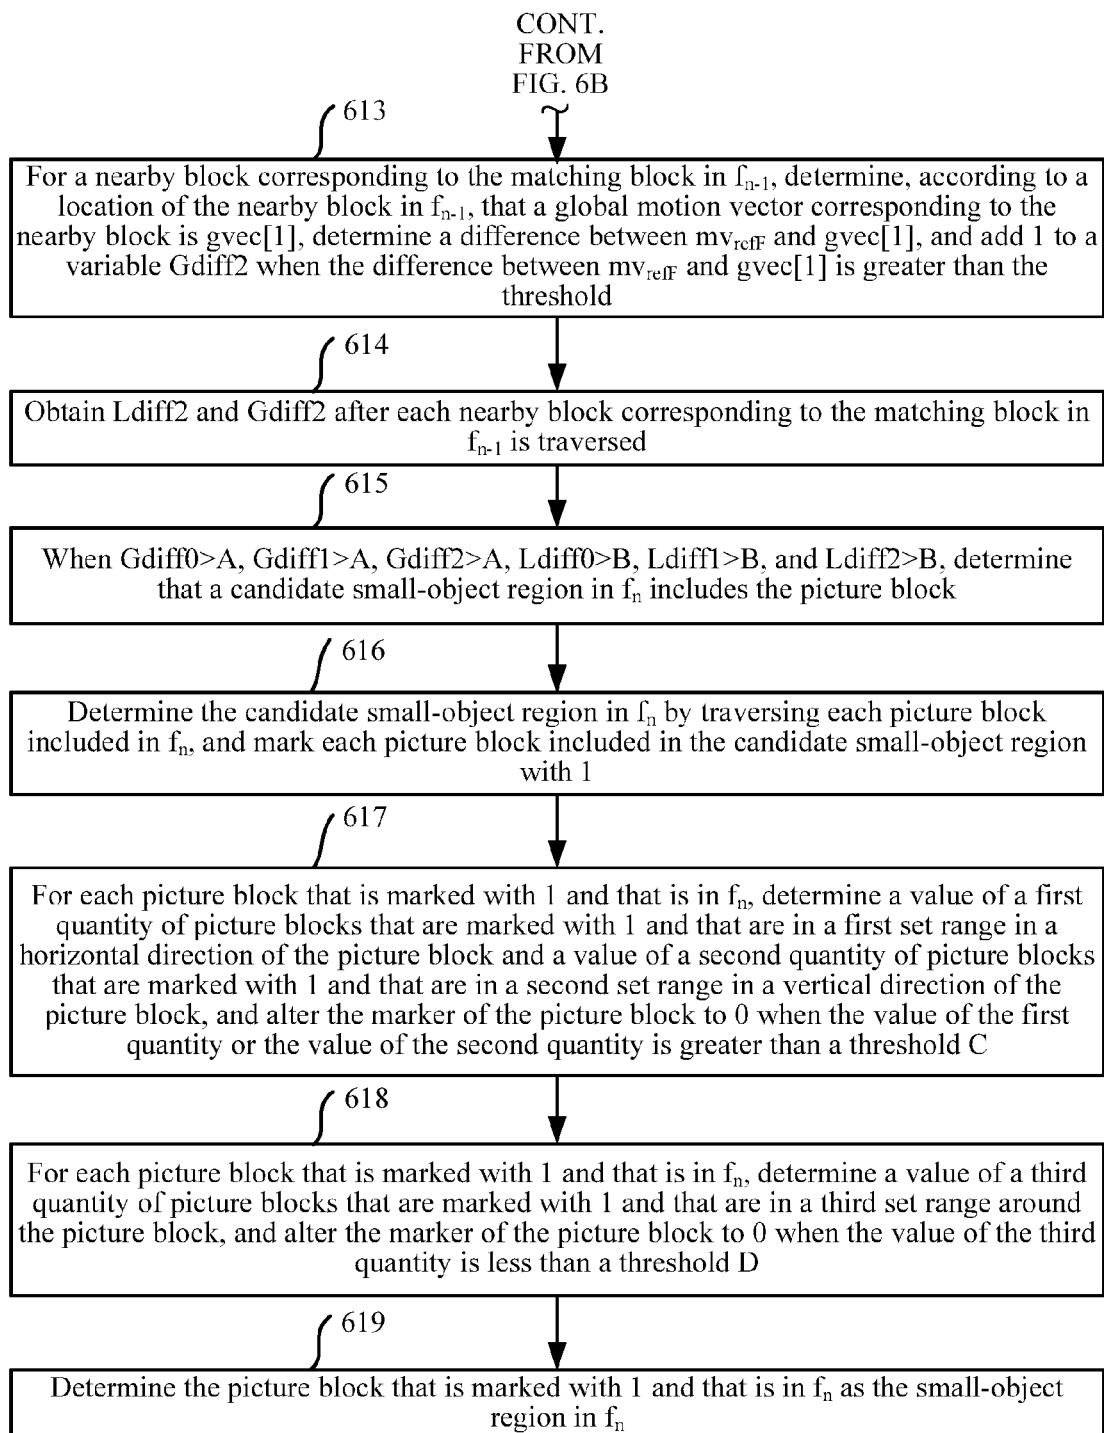 CONT.
FROM
FIG. 6B
613
For a nearby block corresponding to the matching block in fn-1, determine, according to a
location of the nearby block in fn-1, that a global motion vector corresponding to the
nearby block is gvec[1], determine a difference between mvrefF and gvec[1], and add 1 to a
variable Gdiff2 when the difference between mvrefF and gvec[1] is greater than the
threshold
614
Obtain Ldiff2 and Gdiff2 after each nearby block corresponding to the matching block in
fn-1 is traversed
615
When Gdiff0>A, Gdiff1>A, Gdiff2>A, Ldiff0>B, Ldiff1>B, and Ldiff2>B, determine
that a candidate small-object region in fn includes the picture block
616
Determine the candidate small-object region in fn by traversing each picture block
included in fn, and mark each picture block included in the candidate small-object region
with 1
617
For each picture block that is marked with 1 and that is in fn, determine a value of a first
quantity of picture blocks that are marked with 1 and that are in a first set range in a
horizontal direction of the picture block and a value of a second quantity of picture blocks
that are marked with 1 and that are in a second set range in a vertical direction of the
picture block, and alter the marker of the picture block to 0 when the value of the first
quantity or the value of the second quantity is greater than a threshold C
618
For each picture block that is marked with 1 and that is in fn, determine a value of a third
quantity of picture blocks that are marked with 1 and that are in a third set range around
the picture block, and alter the marker of the picture block to 0 when the value of the third
quantity is less than a threshold D
619
Determine the picture block that is marked with 1 and that is in fn as the small-object
region in fn